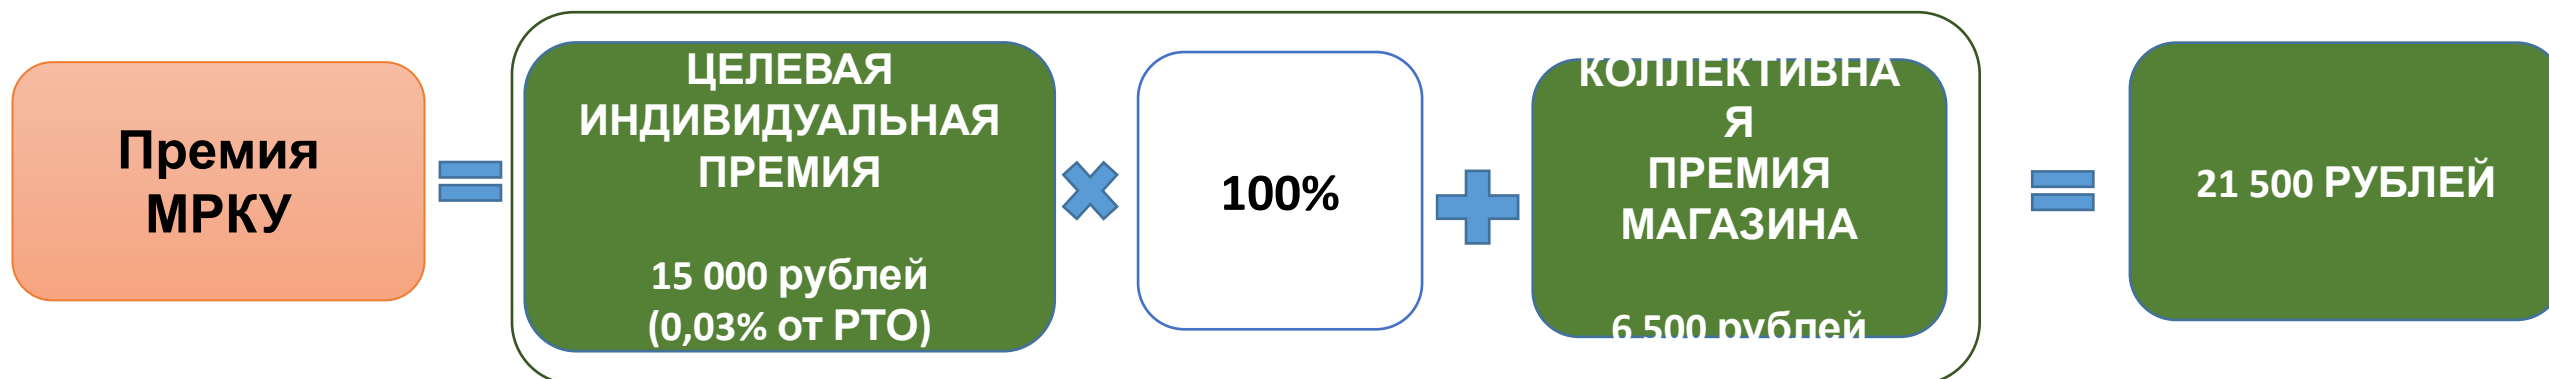 Премия
МРКУ
ЦЕЛЕВАЯ
ИНДИВИДУАЛЬНАЯ
ПРЕМИЯ
15 000 рублей
(0,03% от РТО)
100%
КОЛЛЕКТИВНА
Я
ПРЕМИЯ
МАГАЗИНА
6 500 рублей
21 500 РУБЛЕЙ